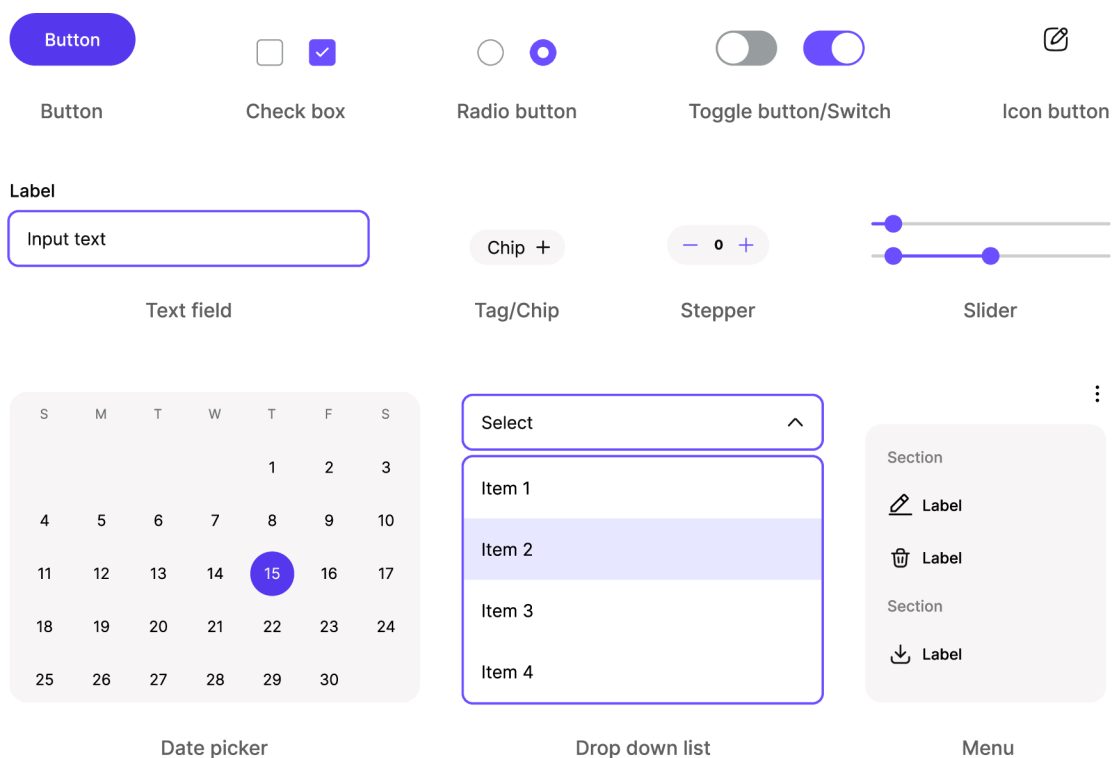 Button
Button
Check box
Radio button
Toggle button/Switch
Icon button
Label
Input text
Text field
Chip +
Tag/Chip
− 0 +
Stepper
Slider
S M T W T F S
1 2 3
4 5 6 7 8 9 10
11 12 13 14 15 16 17
18 19 20 21 22 23 24
25 26 27 28 29 30
Date picker
Select
Item 1
Item 2
Item 3
Item 4
Drop down list
Section
Label
Label
Section
Label
Menu